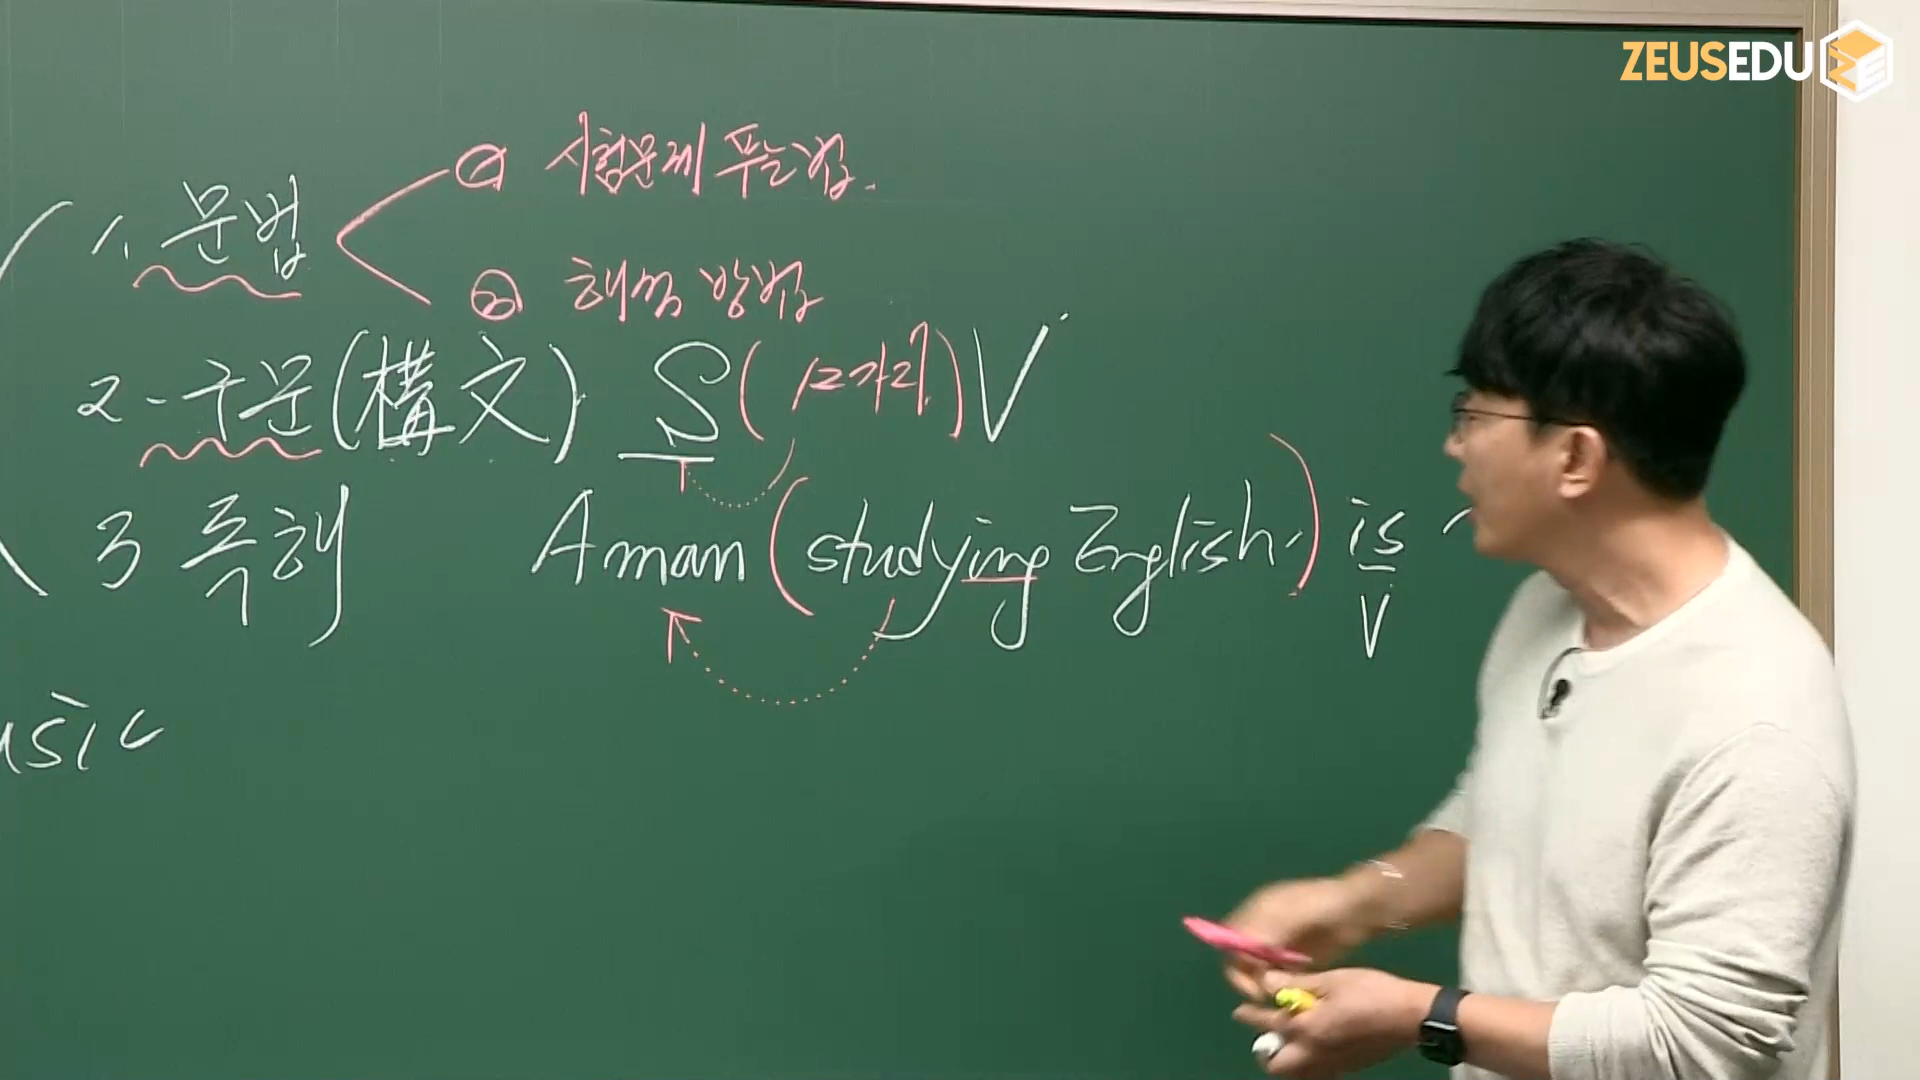 ZEUSEDU
① 시험문제 푸는법.
1. 문법
② 해석 방법
2-구문(構文) S(12가지)V
3 독해 A man (studying English.) is
V
usic